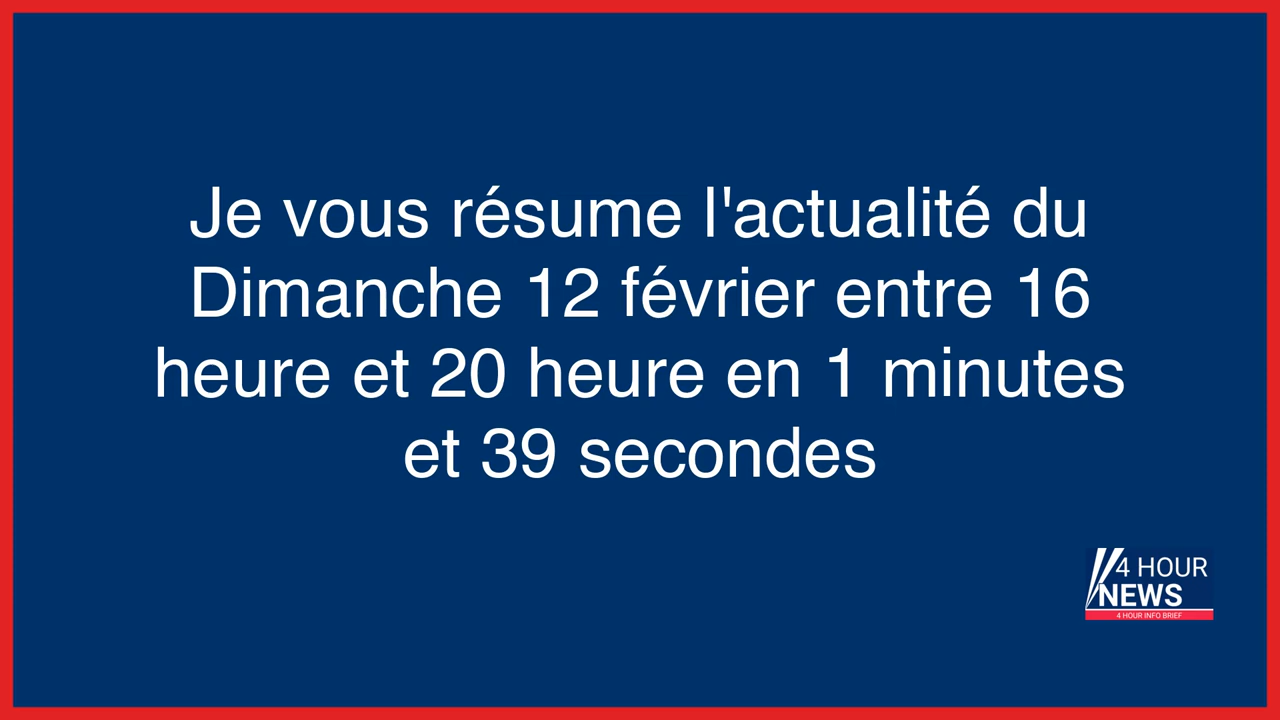 Je vous résume l'actualité du
Dimanche 12 février entre 16
heure et 20 heure en 1 minutes
et 39 secondes
4 HOUR
NEWS
4 HOUR INFO BRIEF